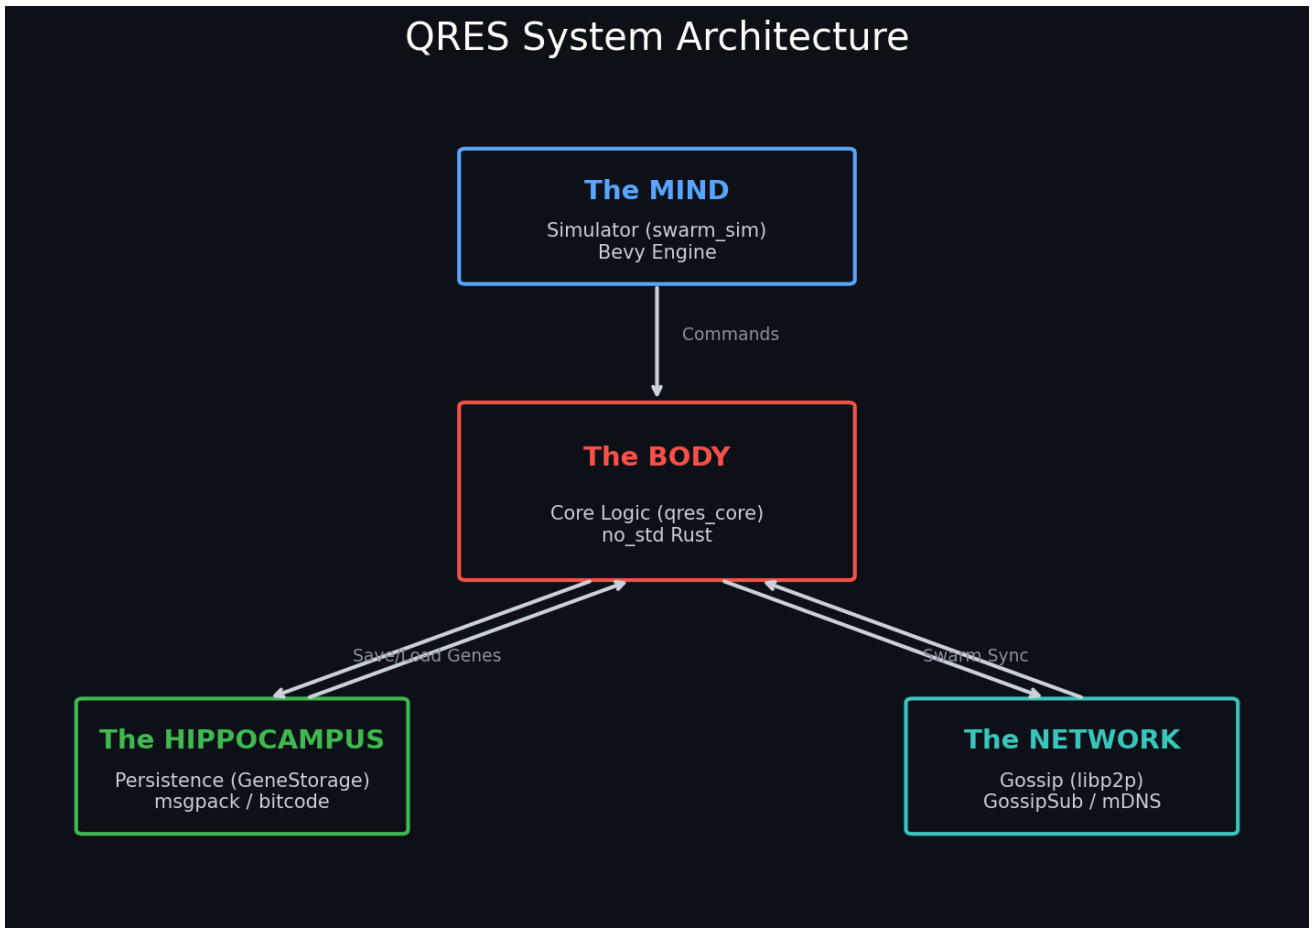 QRES System Architecture
The MIND
Simulator (swarm_sim)
Bevy Engine
Commands
The BODY
Core Logic (qres_core)
no_std Rust
Save/Load Genes
Swarm Sync
The HIPPOCAMPUS
Persistence (GeneStorage)
msgpack / bitcode
The NETWORK
Gossip (libp2p)
GossipSub / mDNS